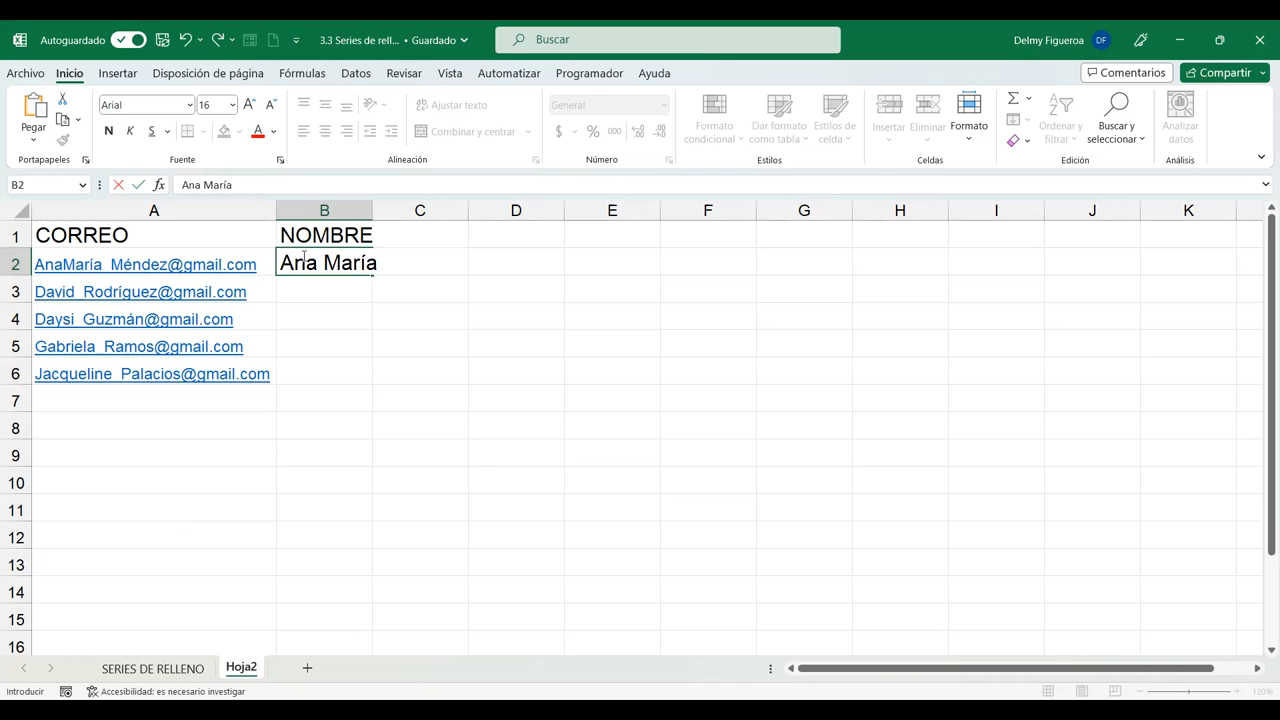 Autoguardado 3.3 Series de rell... • Guardado Buscar Delmy Figueroa DF
Archivo Inicio Insertar Disposición de página Fórmulas Datos Revisar Vista Automatizar Programador Ayuda Comentarios Compartir
Arial 16 Ajustar texto General
Pegar N K S A Combinar y centrar $ % 000 Formato condicional Dar formato como tabla Estilos de celda Insertar Eliminar Formato Ordenar y filtrar Buscar y seleccionar Analizar datos
Portapapeles Fuente Alineación Número Estilos Celdas Edición Análisis
B2 fx Ana María
A B C D E F G H I J K
1 CORREO NOMBRE
2 AnaMaría_Méndez@gmail.com Ana María
3 David_Rodríguez@gmail.com
4 Daysi_Guzmán@gmail.com
5 Gabriela_Ramos@gmail.com
6 Jacqueline_Palacios@gmail.com
7
8
9
10
11
12
13
14
15
16
SERIES DE RELLENO Hoja2
Introducir Accesibilidad: es necesario investigar 120%